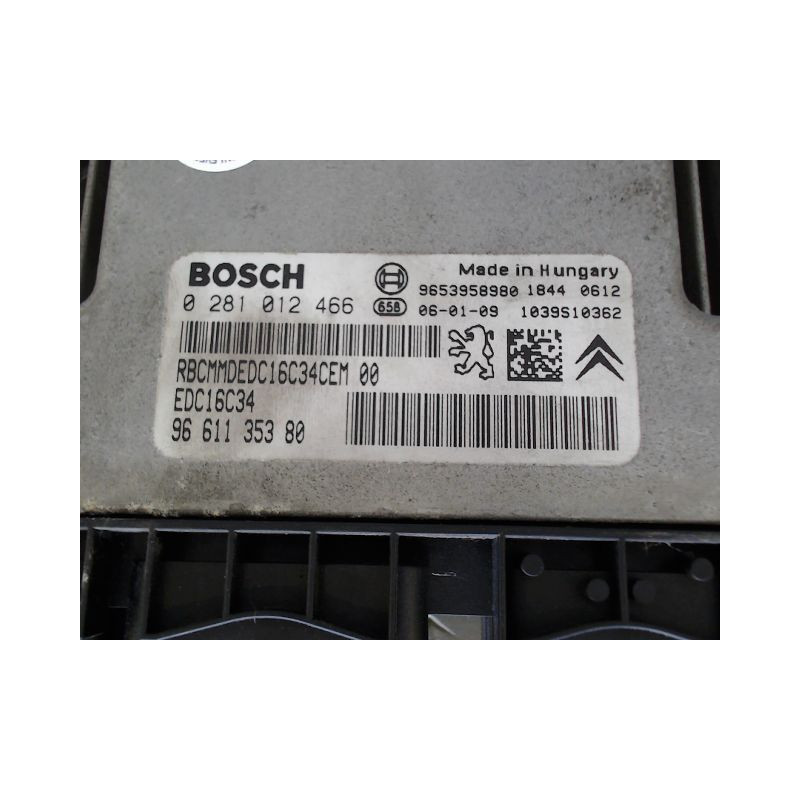 BOSCH
Made in Hungary
9653958980 1844 0612
0 281 012 466 658 06-01-09 1039S10362
RBCMMDEDC16C34CEM 00
EDC16C34
96 611 353 80